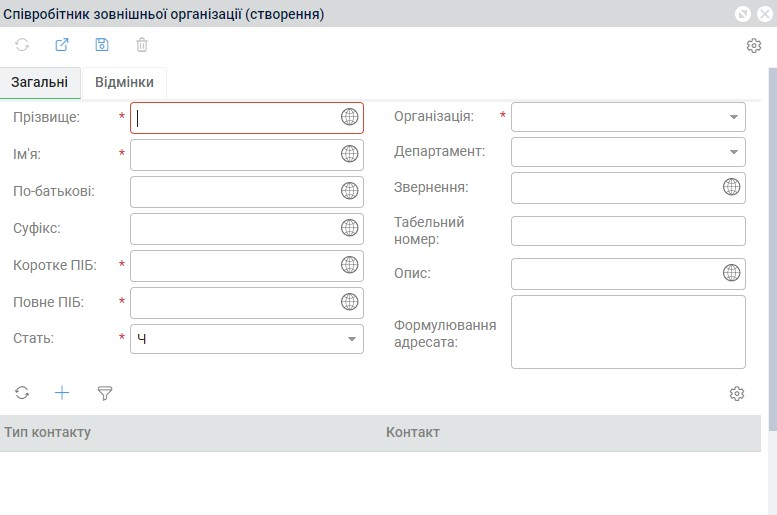 Співробітник зовнішньої організації (створення)
Загальні Відмінки
Прізвище: *
Ім'я: *
По-батькові:
Суфікс:
Коротке ПІБ: *
Повне ПІБ: *
Стать: * Ч
Організація: *
Департамент:
Звернення:
Табельний
номер:
Опис:
Формулювання
адресата:
Тип контакту Контакт